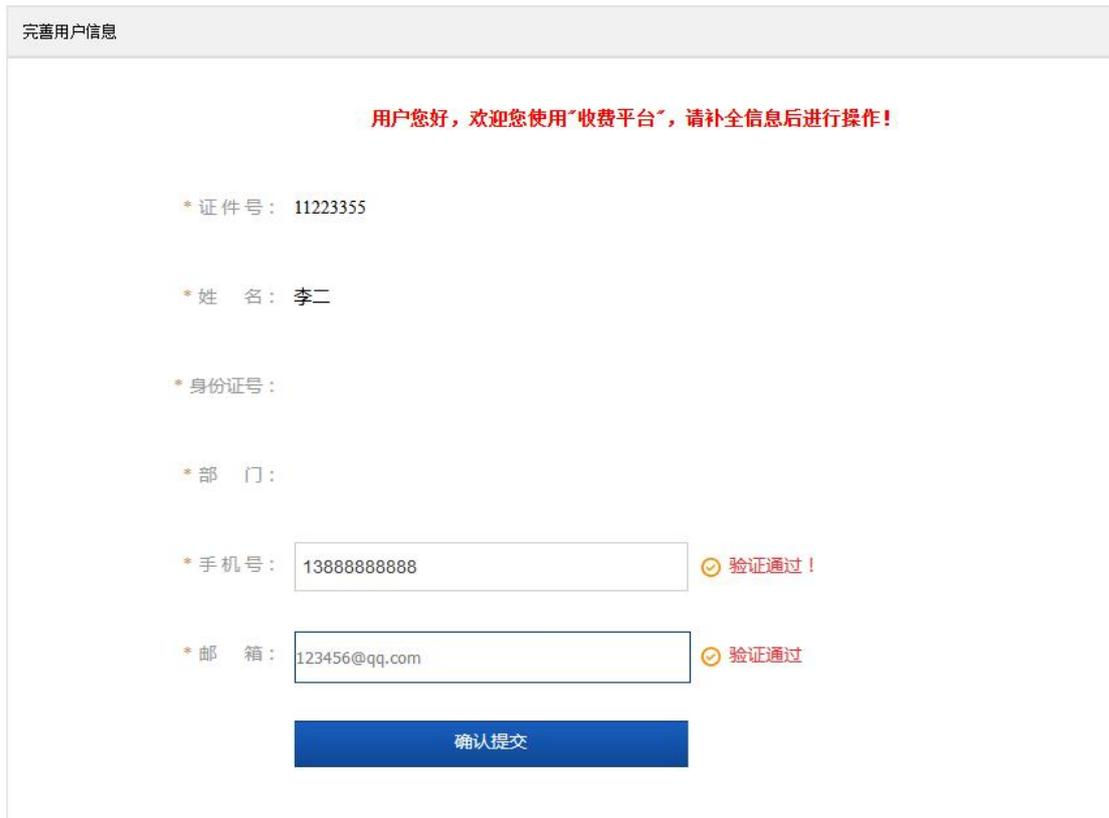 完善用户信息
用户您好，欢迎您使用"收费平台"，请补全信息后进行操作！
* 证件号： 11223355
* 姓 名： 李二
* 身份证号：
* 部 门：
* 手机号： 13888888888 验证通过！
* 邮 箱： 123456@qq.com 验证通过
确认提交